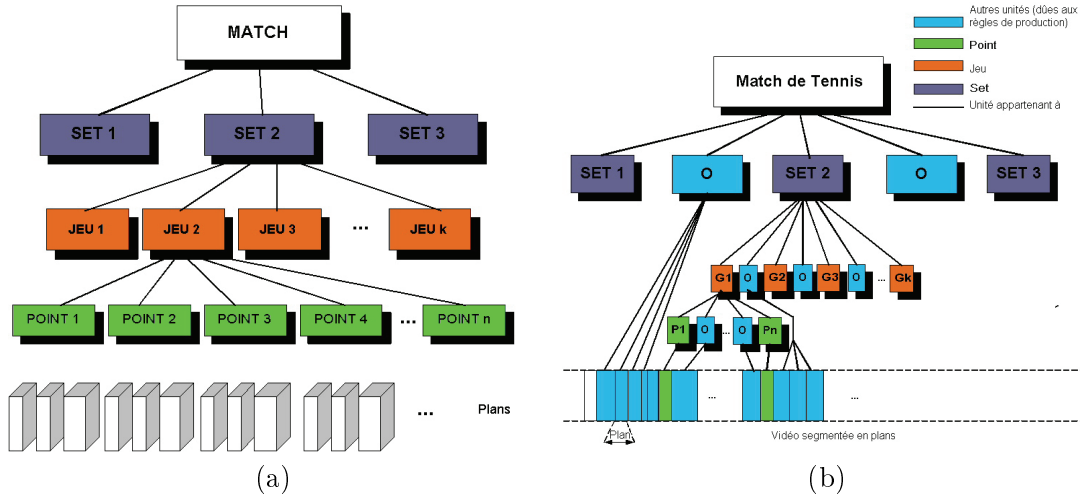 MATCH
SET 1
SET 2
SET 3
JEU 1
JEU 2
JEU 3
...
JEU k
POINT 1
POINT 2
POINT 3
POINT 4
...
POINT n
...
Plans
(a)
Autres unités (dûes aux
règles de production)
Point
Jeu
Set
Unité appartenant à
Match de Tennis
SET 1
O
SET 2
O
SET 3
G1
O
G2
O
G3
O
...
Gk
P1
O
...
O
Pn
...
...
Plan
Vidéo segmentée en plans
(b)